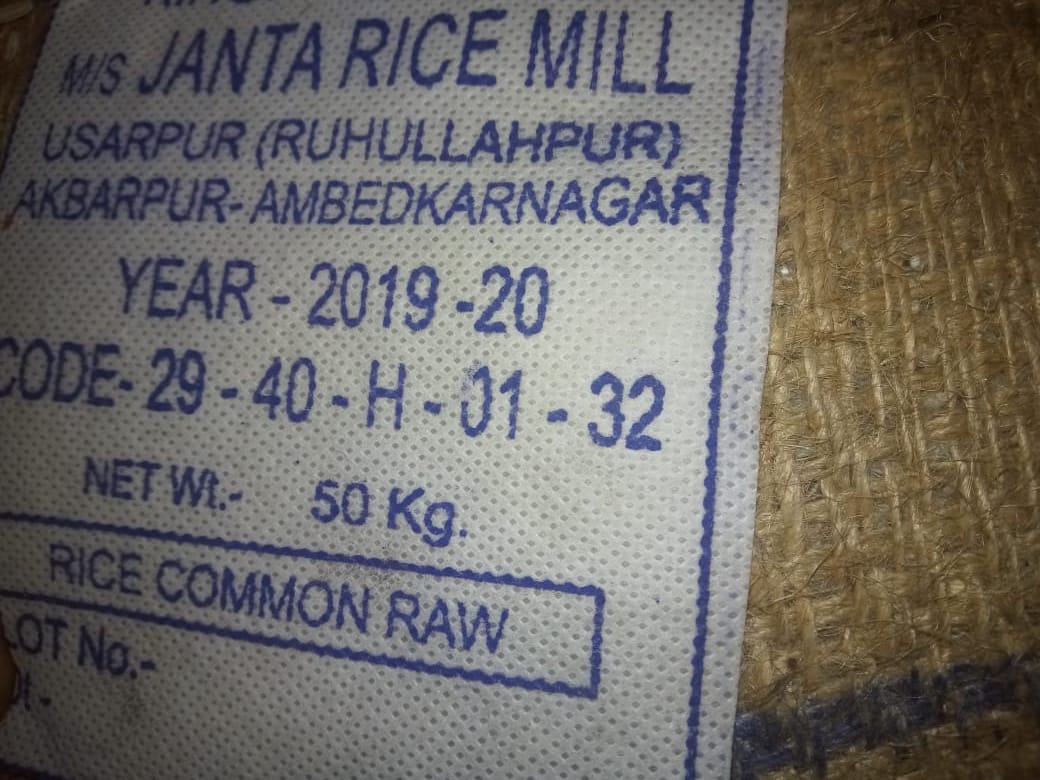 M/S JANTA RICE MILL
USARPUR (RUHULLAHPUR)
AKBARPUR- AMBEDKARNAGAR
YEAR - 2019 -20
CODE- 29 - 40 - H - 01 - 32
NET Wt.- 50 Kg.
RICE COMMON RAW
LOT No.-